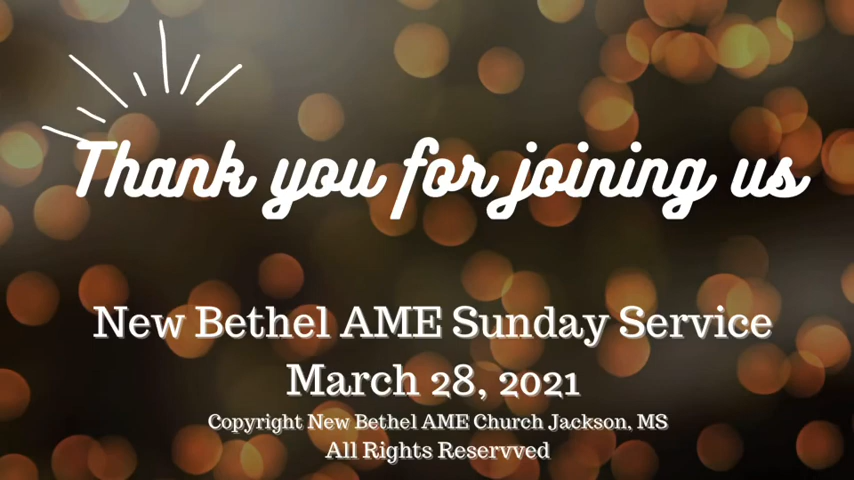 Thank you for joining us
New Bethel AME Sunday Service
March 28, 2021
Copyright New Bethel AME Church Jackson, MS
All Rights Reservved